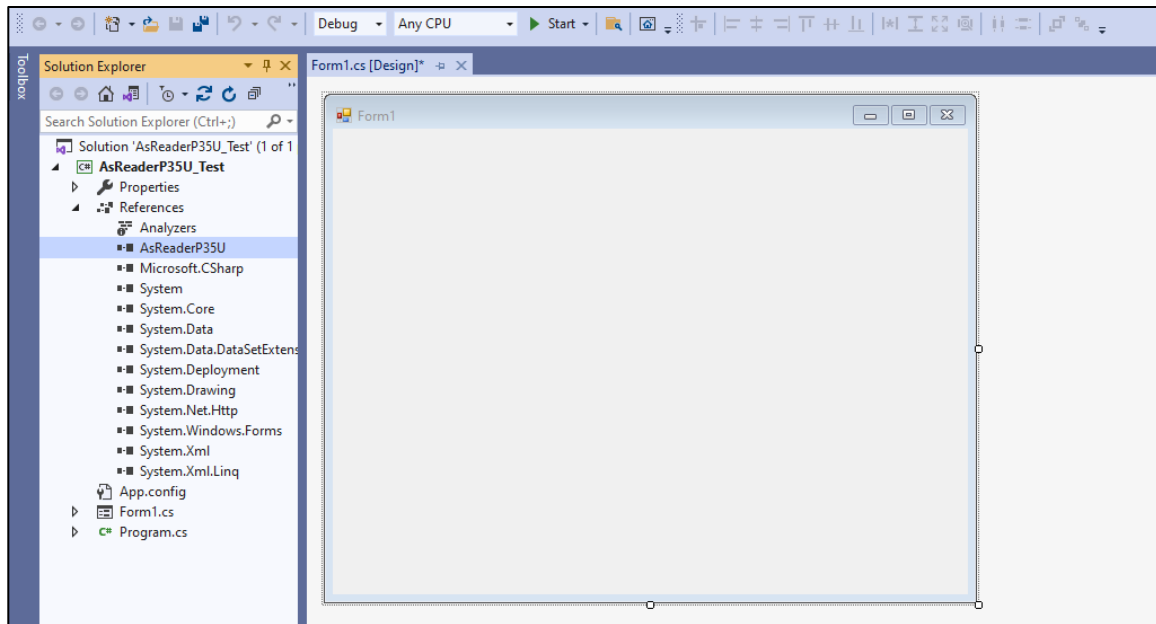 Debug Any CPU Start
Toolbox
Solution Explorer
Form1.cs [Design]*
Search Solution Explorer (Ctrl+;)
Form1
Solution 'AsReaderP35U_Test' (1 of 1
C# AsReaderP35U_Test
Properties
References
Analyzers
AsReaderP35U
Microsoft.CSharp
System
System.Core
System.Data
System.Data.DataSetExtens
System.Deployment
System.Drawing
System.Net.Http
System.Windows.Forms
System.Xml
System.Xml.Linq
App.config
Form1.cs
C# Program.cs